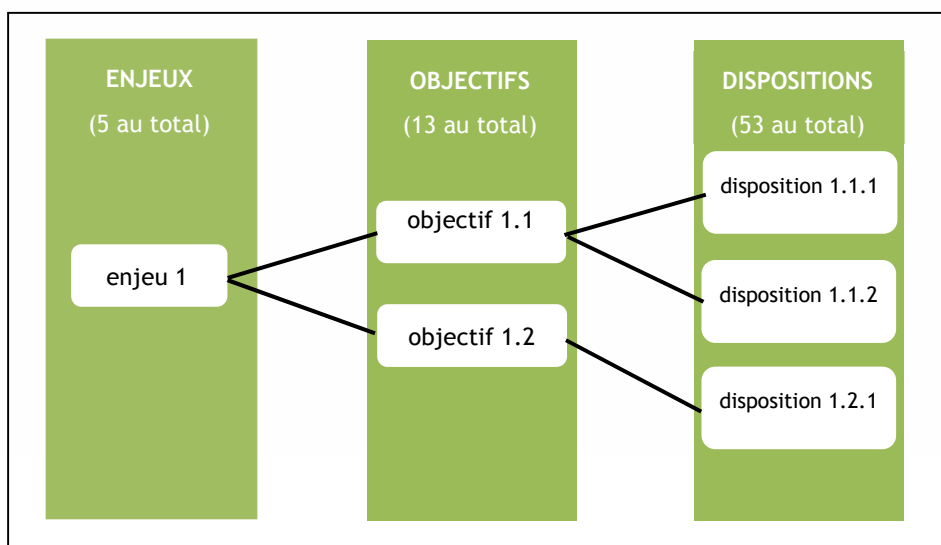 ENJEUX
(5 au total)
enjeu 1
OBJECTIFS
(13 au total)
objectif 1.1
objectif 1.2
DISPOSITIONS
(53 au total)
disposition 1.1.1
disposition 1.1.2
disposition 1.2.1